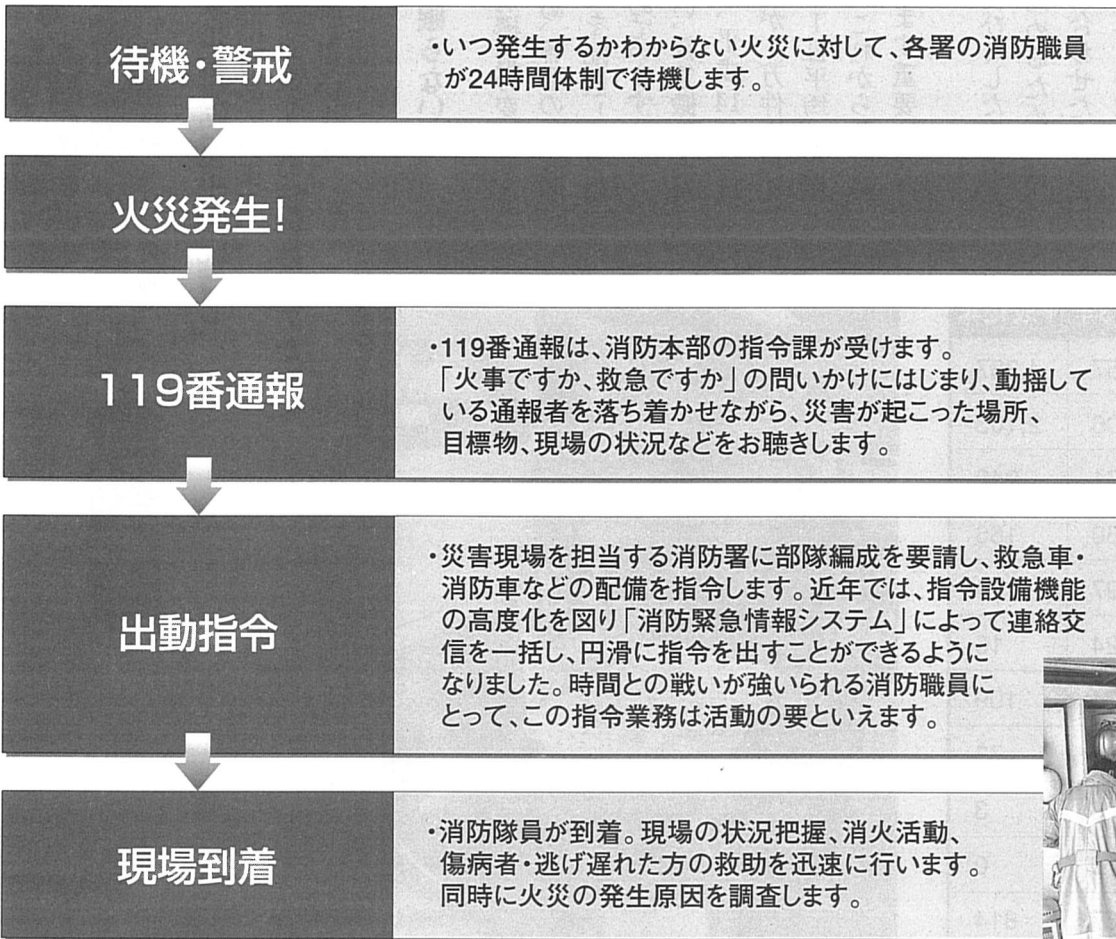 待機・警戒
・いつ発生するかわからない火災に対して、各署の消防職員
が24時間体制で待機します。
火災発生!
119番通報
・119番通報は、消防本部の指令課が受けます。
「火事ですか、救急ですか」の問いかけにはじまり、動揺して
いる通報者を落ち着かせながら、災害が起こった場所、
目標物、現場の状況などをお聴きします。
出動指令
・災害現場を担当する消防署に部隊編成を要請し、救急車・
消防車などの配備を指令します。近年では、指令設備機能
の高度化を図り「消防緊急情報システム」によって連絡交
信を一括し、円滑に指令を出すことができるように
なりました。時間との戦いが強いられる消防職員に
とって、この指令業務は活動の要といえます。
現場到着
・消防隊員が到着。現場の状況把握、消火活動、
傷病者・逃げ遅れた方の救助を迅速に行います。
同時に火災の発生原因を調査します。